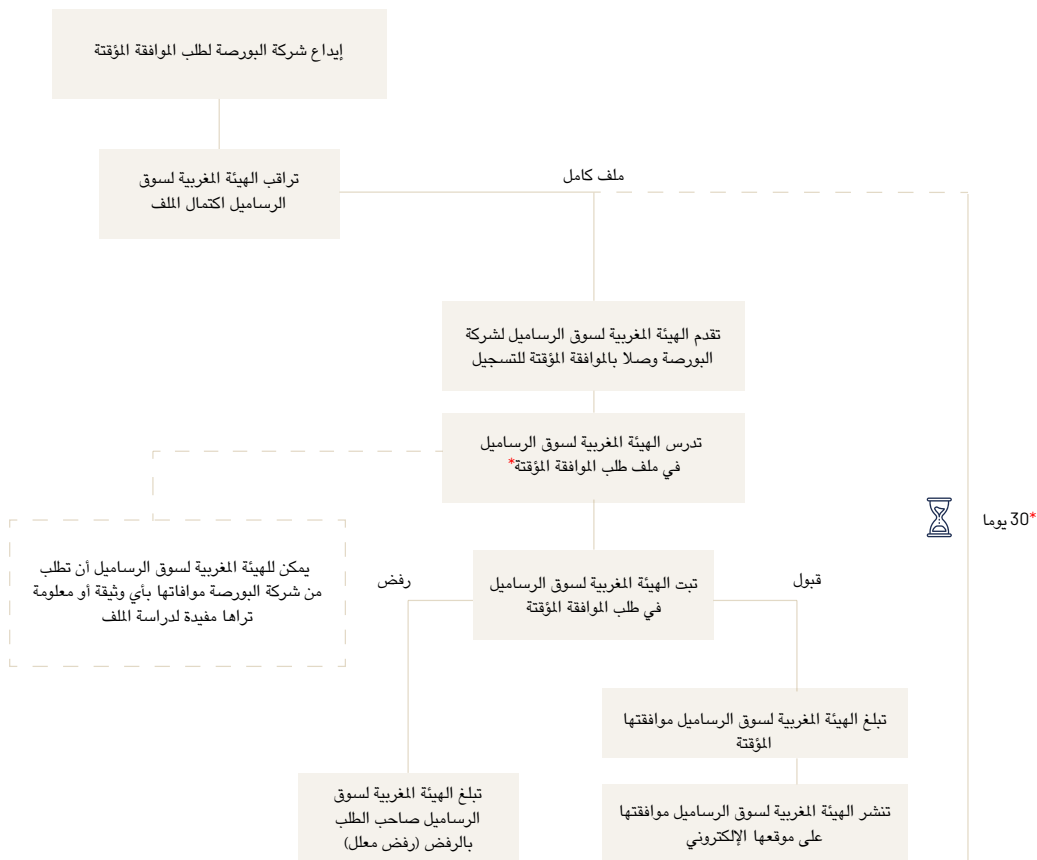 إيداع شركة البورصة لطلب الموافقة المؤقتة
تراقب الهيئة المغربية لسوق
الرساميل اكتمال الملف
ملف كامل
تقدم الهيئة المغربية لسوق الرساميل لشركة
البورصة وصلا بالموافقة المؤقتة للتسجيل
تدرس الهيئة المغربية لسوق الرساميل
في ملف طلب الموافقة المؤقتة*
يمكن للهيئة المغربية لسوق الرساميل أن تطلب
من شركة البورصة موافاتها بأي وثيقة أو معلومة
تراها مفيدة لدراسة الملف
*30 يوما
تبت الهيئة المغربية لسوق الرساميل
في طلب الموافقة المؤقتة
قبول
رفض
تبلغ الهيئة المغربية لسوق الرساميل موافقتها
المؤقتة
تنشر الهيئة المغربية لسوق الرساميل موافقتها
على موقعها الإلكتروني
تبلغ الهيئة المغربية لسوق
الرساميل صاحب الطلب
بالرفض (رفض معلل)